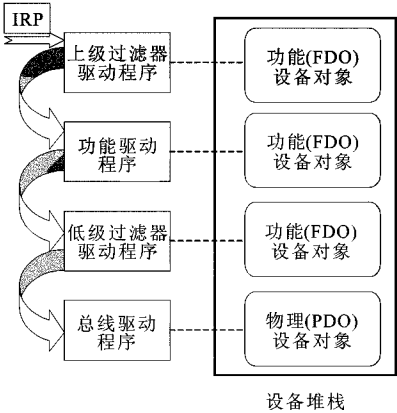 IRP
上级过滤器
驱动程序
功能(FDO)
设备对象
功能驱动
程序
功能(FDO)
设备对象
低级过滤器
驱动程序
功能(FDO)
设备对象
总线驱动
程序
物理(PDO)
设备对象
设备堆栈